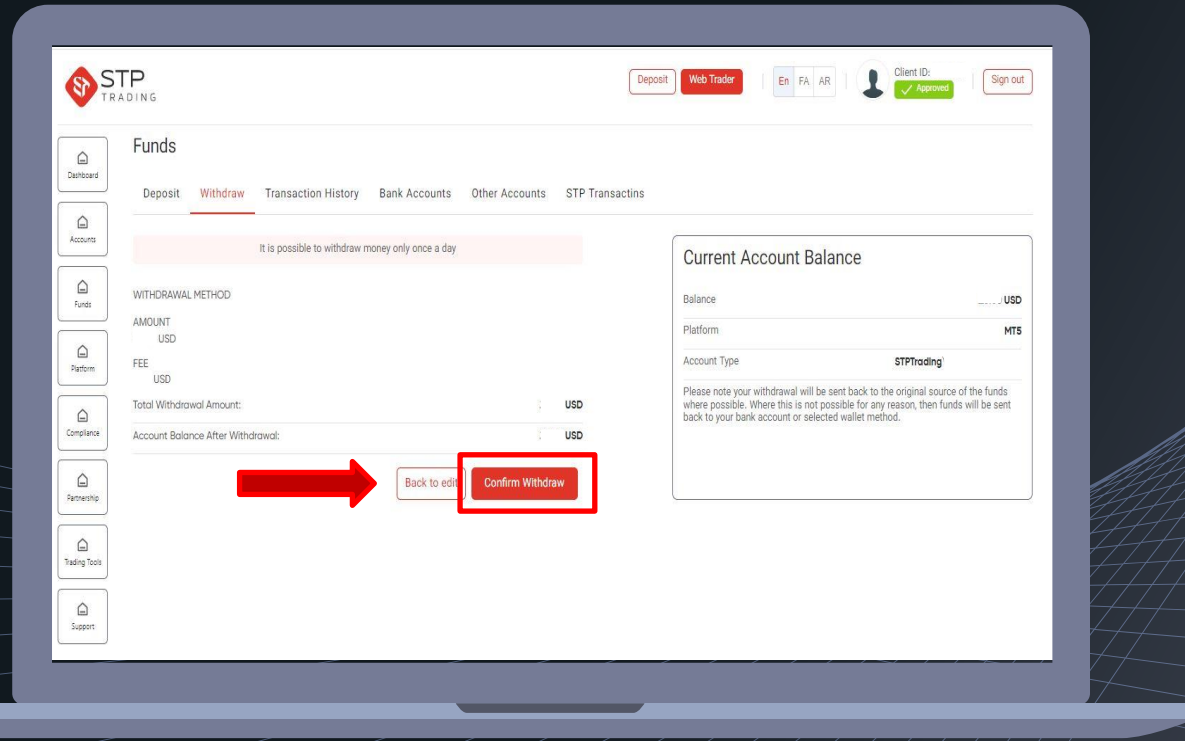 STP
TRADING
Deposit
Web Trader
En FA AR
Client ID:
Approved
Sign out
Dashboard
Accounts
Funds
Platform
Compliance
Partnership
Trading Tools
Support
Funds
Deposit Withdraw Transaction History Bank Accounts Other Accounts STP Transactins
It is possible to withdraw money only once a day
WITHDRAWAL METHOD
AMOUNT
USD
FEE
USD
Total Withdrawal Amount: USD
Account Balance After Withdrawal: USD
Back to edit
Confirm Withdraw
Current Account Balance
Balance USD
Platform MT5
Account Type STPTrading
Please note your withdrawal will be sent back to the original source of the funds
where possible. Where this is not possible for any reason, then funds will be sent
back to your bank account or selected wallet method.